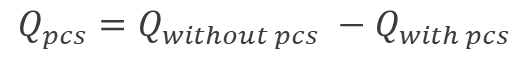 Q_pcs = Q_without pcs − Q_with pcs